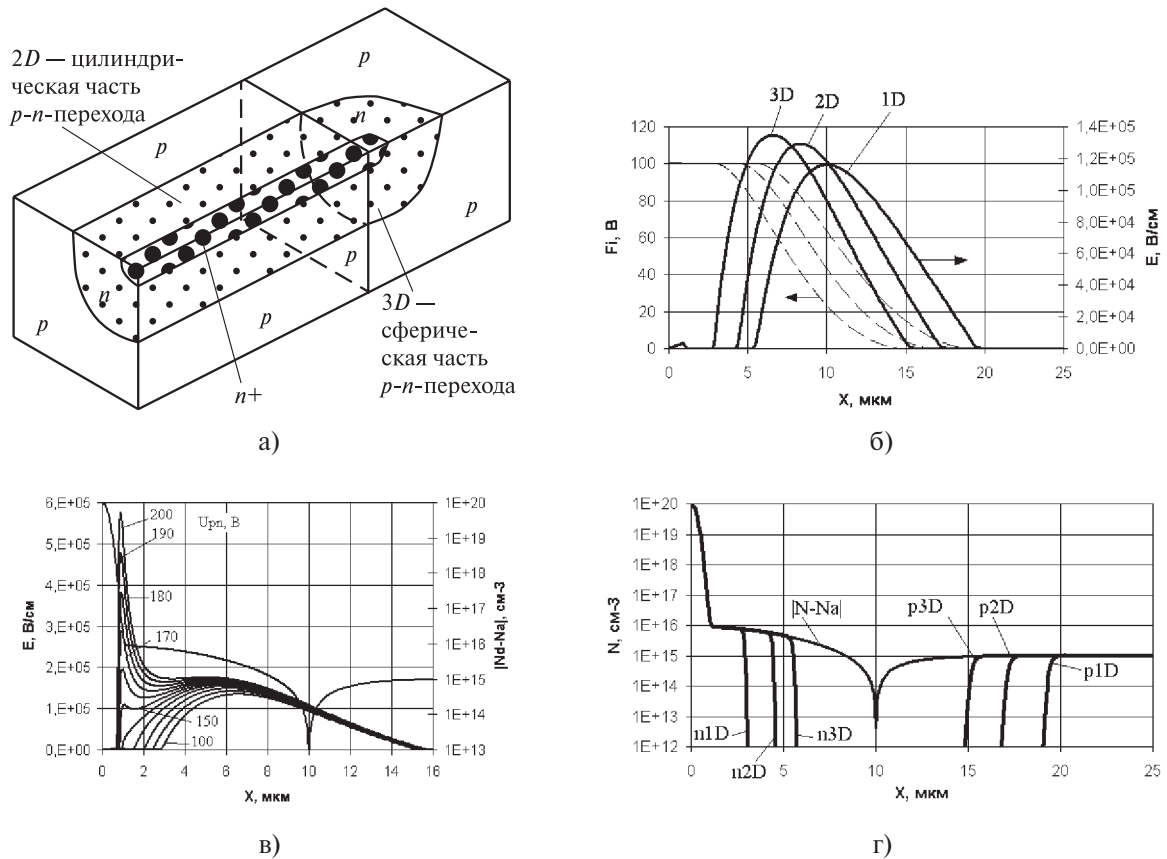 2D — цилиндри-
ческая часть
p-n-перехода
p
p
n
p
n
p
p
p
n+
3D —
сфериче-
ская часть
p-n-перехода
а)
3D
2D
1D
120
100
80
60
40
20
0
Fi, В
1,4E+05
1,2E+05
1,0E+05
8,0E+04
6,0E+04
4,0E+04
2,0E+04
0,0E+00
E, В/см
0
5
10
15
20
25
X, мкм
б)
6,E+05
5,E+05
4,E+05
3,E+05
2,E+05
1,E+05
0,E+00
E, В/см
200
190
180
170
150
100
Upn, В
1E+20
1E+19
1E+18
1E+17
1E+16
1E+15
1E+14
1E+13
|Nd-Na|, см-3
0
2
4
6
8
10
12
14
16
X, мкм
в)
1E+20
1E+19
1E+18
1E+17
1E+16
1E+15
1E+14
1E+13
1E+12
N, см-3
|N-Na|
p3D
p2D
p1D
n1D
n2D
n3D
0
5
10
15
20
25
X, мкм
г)